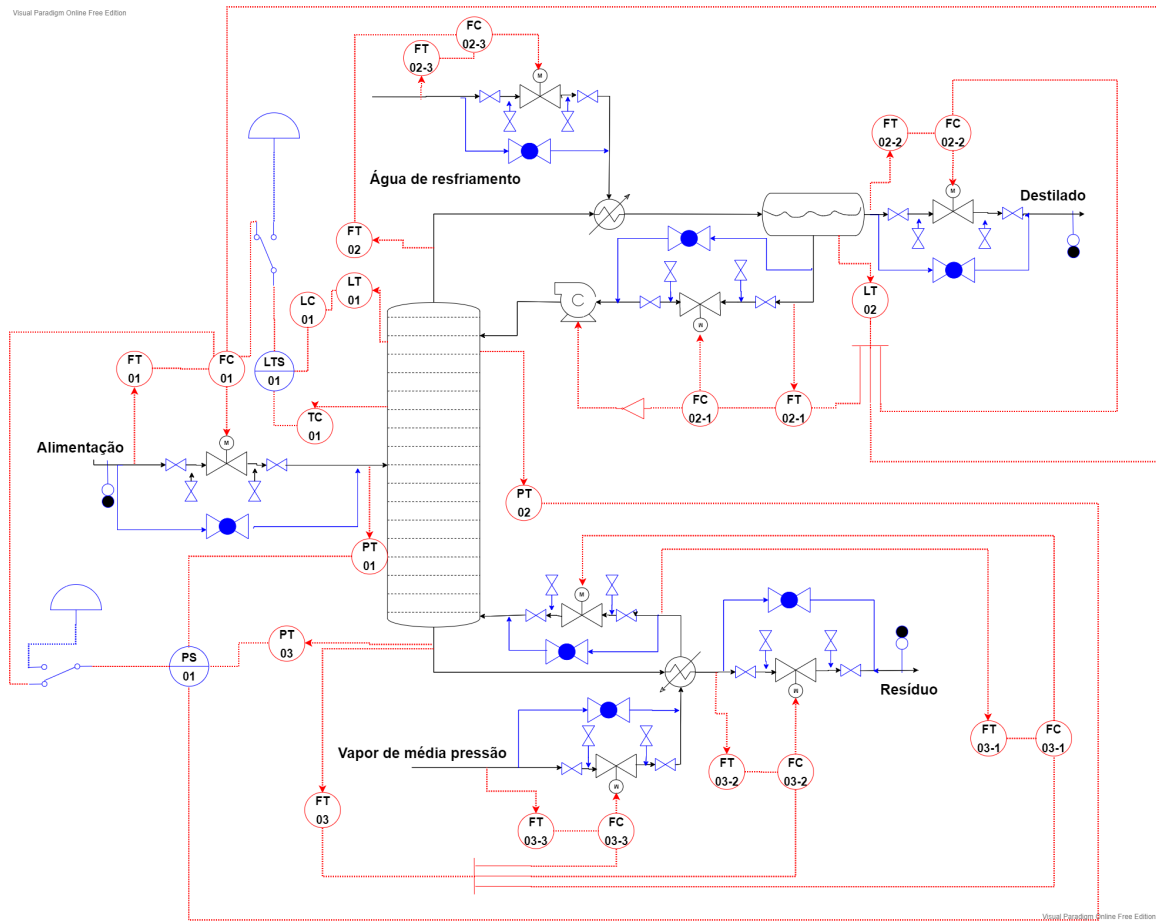 Visual Paradigm Online Free Edition
FC
02-3
FT
02-3
M
FT
02-2
FC
02-2
M
Água de resfriamento
Destilado
FT
02
LT
01
LC
01
LT
02
C
M
FT
01
FC
01
LTS
01
TC
01
FC
02-1
FT
02-1
M
Alimentação
PT
02
PT
01
M
PT
03
PS
01
Resíduo
M
FT
03-1
FC
03-1
Vapor de média pressão
FT
03-2
FC
03-2
M
FT
03
FT
03-3
FC
03-3
Visual Paradigm Online Free Edition